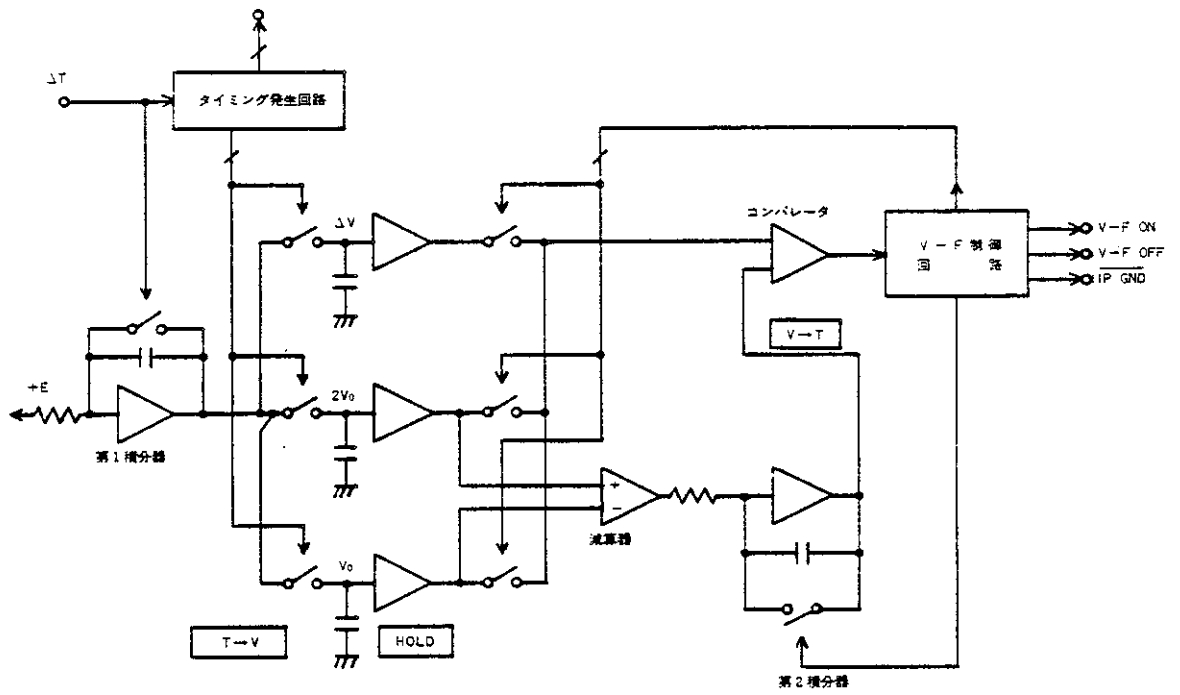 ΔT
タイミング発生回路
ΔV
コンパレータ
V-F制御
回路
V-F ON
V-F OFF
IP GND
V→T
+E
2V₀
第1積分器
+
−
減算器
V₀
T→V
HOLD
第2積分器